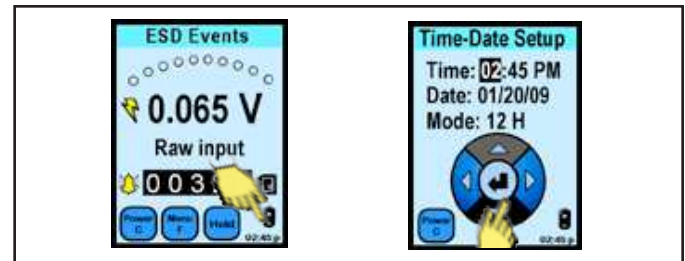 ESD Events
0.065 V
Raw input
003
Power
C
Menu
F
Hold
02:45 p
Time-Date Setup
Time: 02:45 PM
Date: 01/20/09
Mode: 12 H
Power
C
02:45 p